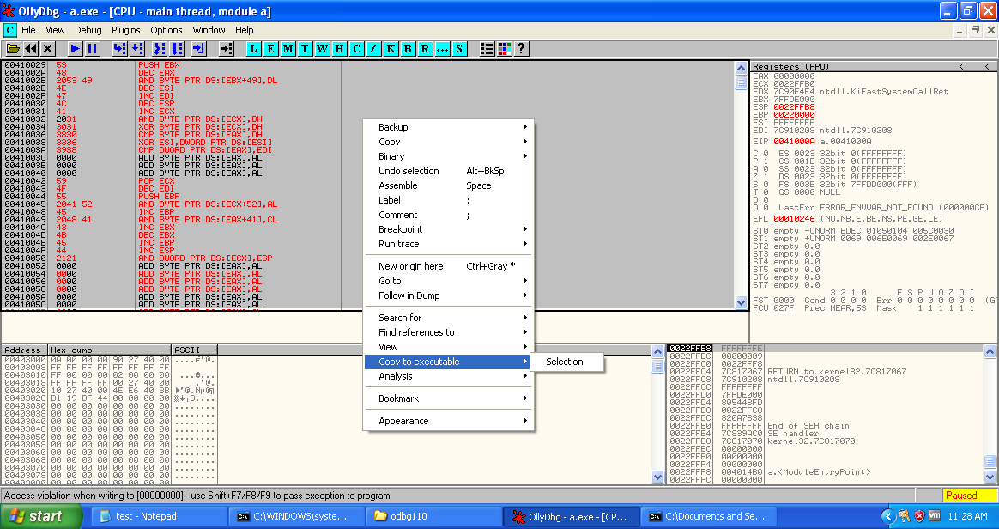 OllyDbg - a.exe - [CPU - main thread, module a]
C File View Debug Plugins Options Window Help
L E M T W H C / K B R ... S ?
00410029 53 PUSH EBX
0041002A 48 DEC EAX
0041002B 2053 49 AND BYTE PTR DS:[EBX+49],DL
0041002E 4E DEC ESI
0041002F 47 INC EDI
00410030 4C DEC ESP
00410031 41 INC ECX
00410032 2031 AND BYTE PTR DS:[ECX],DH
00410034 3031 XOR BYTE PTR DS:[ECX],DH
00410036 3830 CMP BYTE PTR DS:[EAX],DH
00410038 3336 XOR ESI,DWORD PTR DS:[ESI]
0041003A 3938 CMP DWORD PTR DS:[EAX],EDI
0041003C 0000 ADD BYTE PTR DS:[EAX],AL
0041003E 0000 ADD BYTE PTR DS:[EAX],AL
00410040 0000 ADD BYTE PTR DS:[EAX],AL
00410042 59 POP ECX
00410043 4F DEC EDI
00410044 55 PUSH EBP
00410045 2041 52 AND BYTE PTR DS:[ECX+52],AL
00410048 45 INC EBP
00410049 2048 41 AND BYTE PTR DS:[EAX+41],CL
0041004C 43 INC EBX
0041004D 4B DEC EBX
0041004E 45 INC EBP
0041004F 44 INC ESP
00410050 2121 AND DWORD PTR DS:[ECX],ESP
00410052 0000 ADD BYTE PTR DS:[EAX],AL
00410054 0000 ADD BYTE PTR DS:[EAX],AL
00410056 0000 ADD BYTE PTR DS:[EAX],AL
00410058 0000 ADD BYTE PTR DS:[EAX],AL
0041005A 0000 ADD BYTE PTR DS:[EAX],AL
0041005C 0000 ADD BYTE PTR DS:[EAX],AL
Backup
Copy
Binary
Undo selection Alt+BkSp
Assemble Space
Label :
Comment ;
Breakpoint
Run trace
New origin here Ctrl+Gray *
Go to
Follow in Dump
Search for
Find references to
View
Copy to executable
Selection
Analysis
Bookmark
Appearance
Registers (FPU) < <
EAX 00000000
ECX 0022FFB0
EDX 7C90E4F4 ntdll.KiFastSystemCallRet
EBX 7FFDE000
ESP 0022FFB8
EBP 00220000
ESI FFFFFFFF
EDI 7C910208 ntdll.7C910208
EIP 0041000A a.0041000A
C 0 ES 0023 32bit 0(FFFFFFFF)
P 1 CS 001B 32bit 0(FFFFFFFF)
A 0 SS 0023 32bit 0(FFFFFFFF)
Z 1 DS 0023 32bit 0(FFFFFFFF)
S 0 FS 003B 32bit 7FFDD000(FFF)
T 0 GS 0000 NULL
D 0
O 0 LastErr ERROR_ENVVAR_NOT_FOUND (000000CB)
EFL 00010246 (NO,NB,E,BE,NS,PE,GE,LE)
ST0 empty -UNORM BDEC 01050104 005C0030
ST1 empty +UNORM 0069 006E0069 002E0067
ST2 empty 0.0
ST3 empty 0.0
ST4 empty 0.0
ST5 empty 0.0
ST6 empty 0.0
ST7 empty 0.0
3 2 1 0 E S P U O Z D I
FST 0000 Cond 0 0 0 0 Err 0 0 0 0 0 0 0 0 (GT
FCW 027F Prec NEAR,53 Mask 1 1 1 1 1 1
Address Hex dump ASCII
00403000 0A 00 00 00 90 27 40 00
00403008 FF FF FF FF 00 00 00 00
00403010 FF 00 00 00 02 00 00 00
00403018 FF FF FF FF 00 27 40 00
00403020 10 27 40 00 4E E6 40 BB
00403028 B1 19 BF 44 00 00 00 00
00403030 00 00 00 00 00 00 00 00 ........
00403038 00 00 00 00 00 00 00 00 ........
00403040 00 00 00 00 00 00 00 00 ........
00403048 00 00 00 00 00 00 00 00 ........
00403050 00 00 00 00 00 00 00 00 ........
00403058 00 00 00 00 00 00 00 00 ........
00403060 00 00 00 00 00 00 00 00 ........
00403068 00 00 00 00 00 00 00 00 ........
00403070 00 00 00 00 00 00 00 00 ........
00403078 00 00 00 00 00 00 00 00 ........
0022FFB8 FFFFFFFE
0022FFBC 00000009
0022FFC0 0022FFF8
0022FFC4 7C817067 RETURN to kernel32.7C817067
0022FFC8 7C910208 ntdll.7C910208
0022FFCC FFFFFFFF
0022FFD0 7FFDE000
0022FFD4 80544BFD
0022FFD8 0022FFC8
0022FFDC 820A7338
0022FFE0 FFFFFFFF End of SEH chain
0022FFE4 7C839AC0 SE handler
0022FFE8 7C817070 kernel32.7C817070
0022FFEC 00000000
0022FFF0 00000000
0022FFF4 00000000
0022FFF8 004014B0 a.<ModuleEntryPoint>
0022FFFC 00000000
Access violation when writing to [00000000] - use Shift+F7/F8/F9 to pass exception to program Paused
start test - Notepad C:\WINDOWS\syste... odbg110 OllyDbg - a.exe - [CP... C:\Documents and Se... 11:28 AM